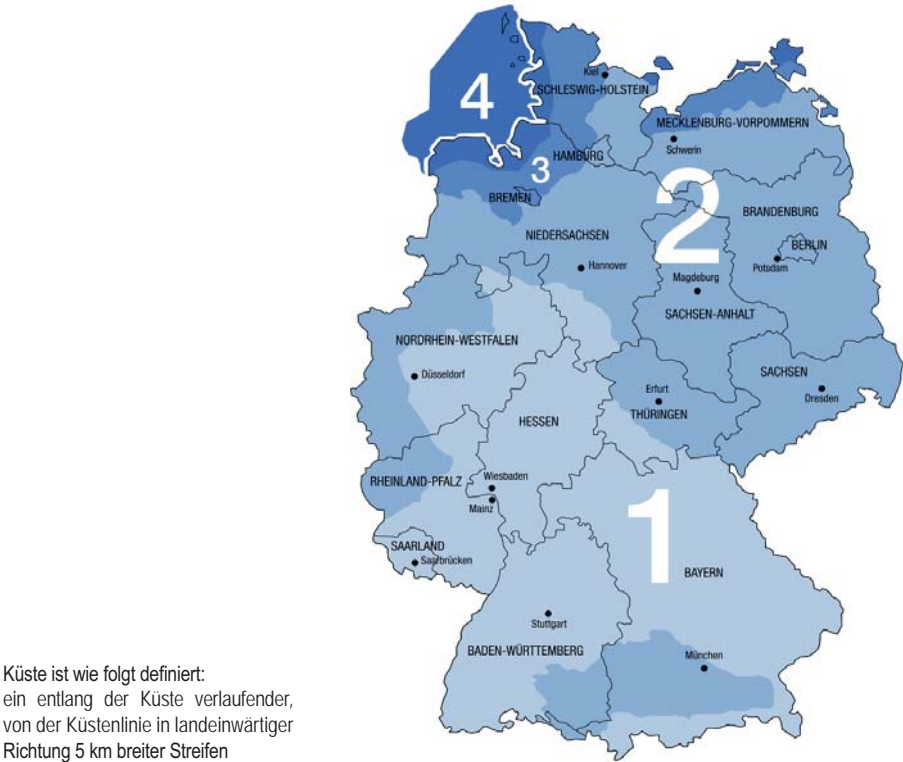 Kiel
SCHLESWIG-HOLSTEIN
4
MECKLENBURG-VORPOMMERN
Schwerin
HAMBURG
3
BREMEN
2
BRANDENBURG
NIEDERSACHSEN
BERLIN
Hannover
Potsdam
Magdeburg
SACHSEN-ANHALT
NORDRHEIN-WESTFALEN
Düsseldorf
SACHSEN
Erfurt
Dresden
THÜRINGEN
HESSEN
RHEINLAND-PFALZ
Wiesbaden
Mainz
1
SAARLAND
Saarbrücken
BAYERN
Stuttgart
BADEN-WÜRTTEMBERG
München
Küste ist wie folgt definiert:
ein entlang der Küste verlaufender,
von der Küstenlinie in landeinwärtiger
Richtung 5 km breiter Streifen